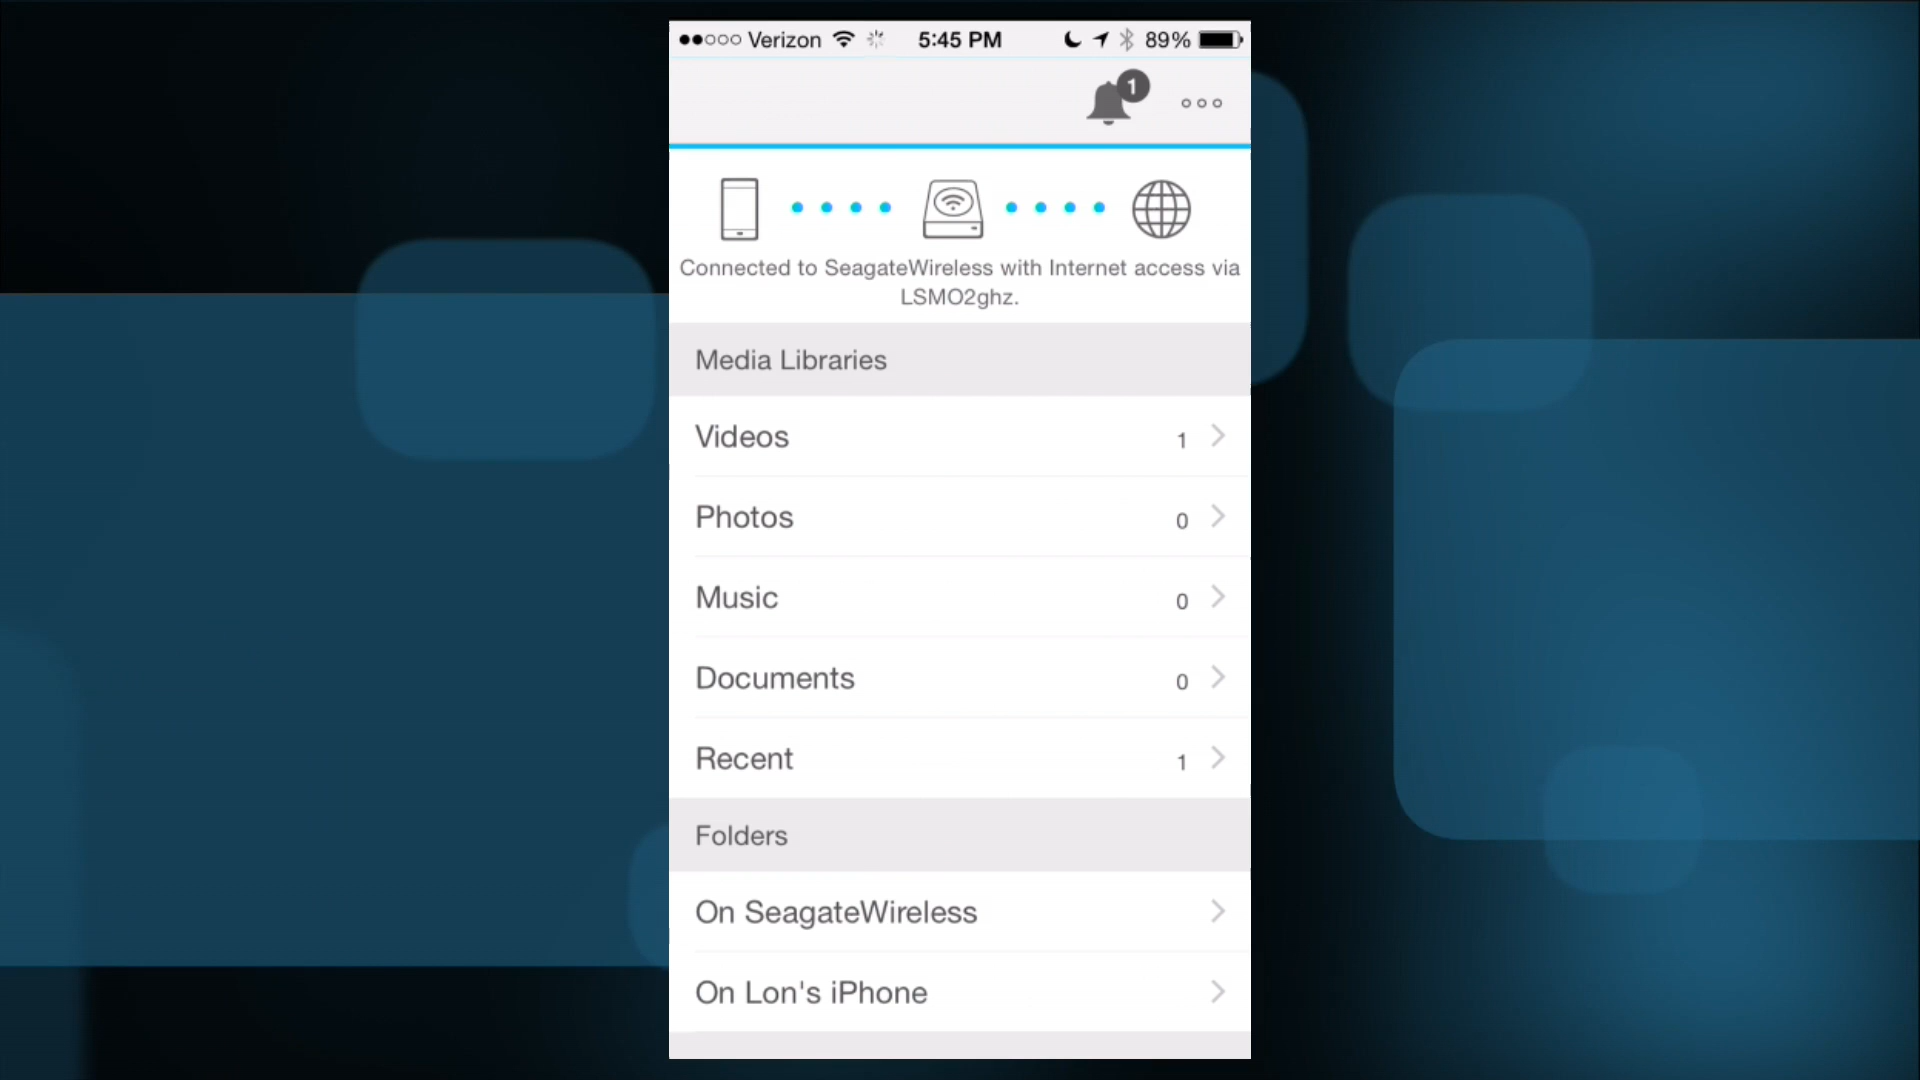 Verizon 5:45 PM 89%
1
Connected to SeagateWireless with Internet access via
LSMO2ghz.
Media Libraries
Videos 1
Photos 0
Music 0
Documents 0
Recent 1
Folders
On SeagateWireless
On Lon's iPhone